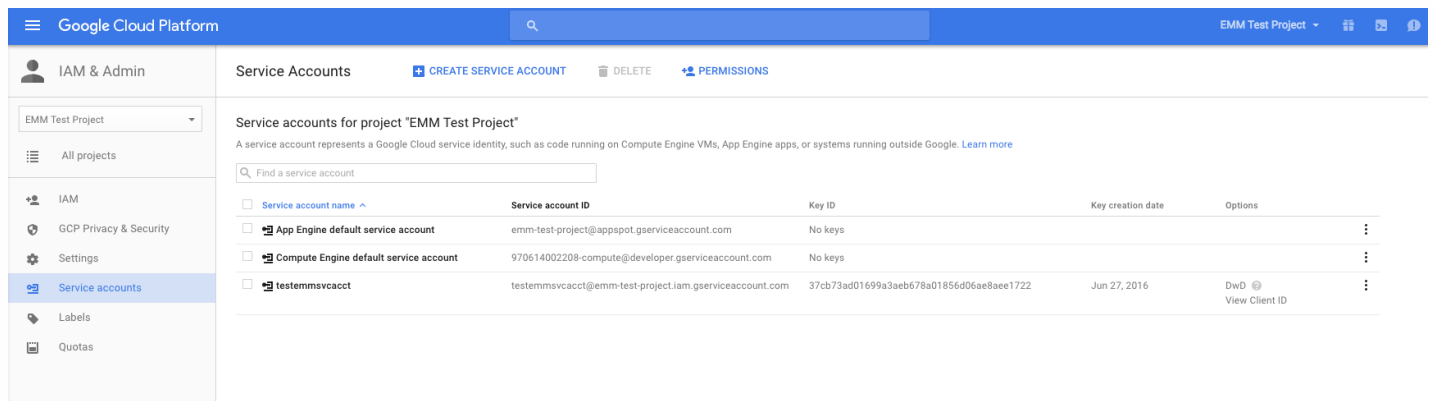 Google Cloud Platform
EMM Test Project
IAM & Admin
Service Accounts
CREATE SERVICE ACCOUNT
DELETE
PERMISSIONS
EMM Test Project
All projects
IAM
GCP Privacy & Security
Settings
Service accounts
Labels
Quotas
Service accounts for project "EMM Test Project"
A service account represents a Google Cloud service identity, such as code running on Compute Engine VMs, App Engine apps, or systems running outside Google. Learn more
Find a service account
Service account name Service account ID Key ID Key creation date Options
App Engine default service account emm-test-project@appspot.gserviceaccount.com No keys
Compute Engine default service account 970614002208-compute@developer.gserviceaccount.com No keys
testemmsvcacct testemmsvcacct@emm-test-project.iam.gserviceaccount.com 37cb73ad01699a3aeb678a01856d06ae8aee1722 Jun 27, 2016 DwD
View Client ID